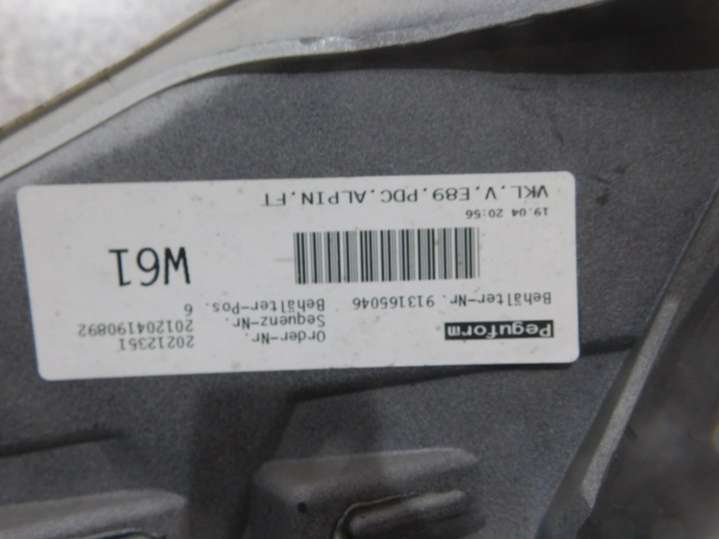 Peguform
Order-Nr. 20212351
Sequenz-Nr. 201204190892
Behälter-Nr. 913165046 Behälter-Pos. 6
W61
19.04 20:56
VKL.V.E89.PDC.ALPIN.FT